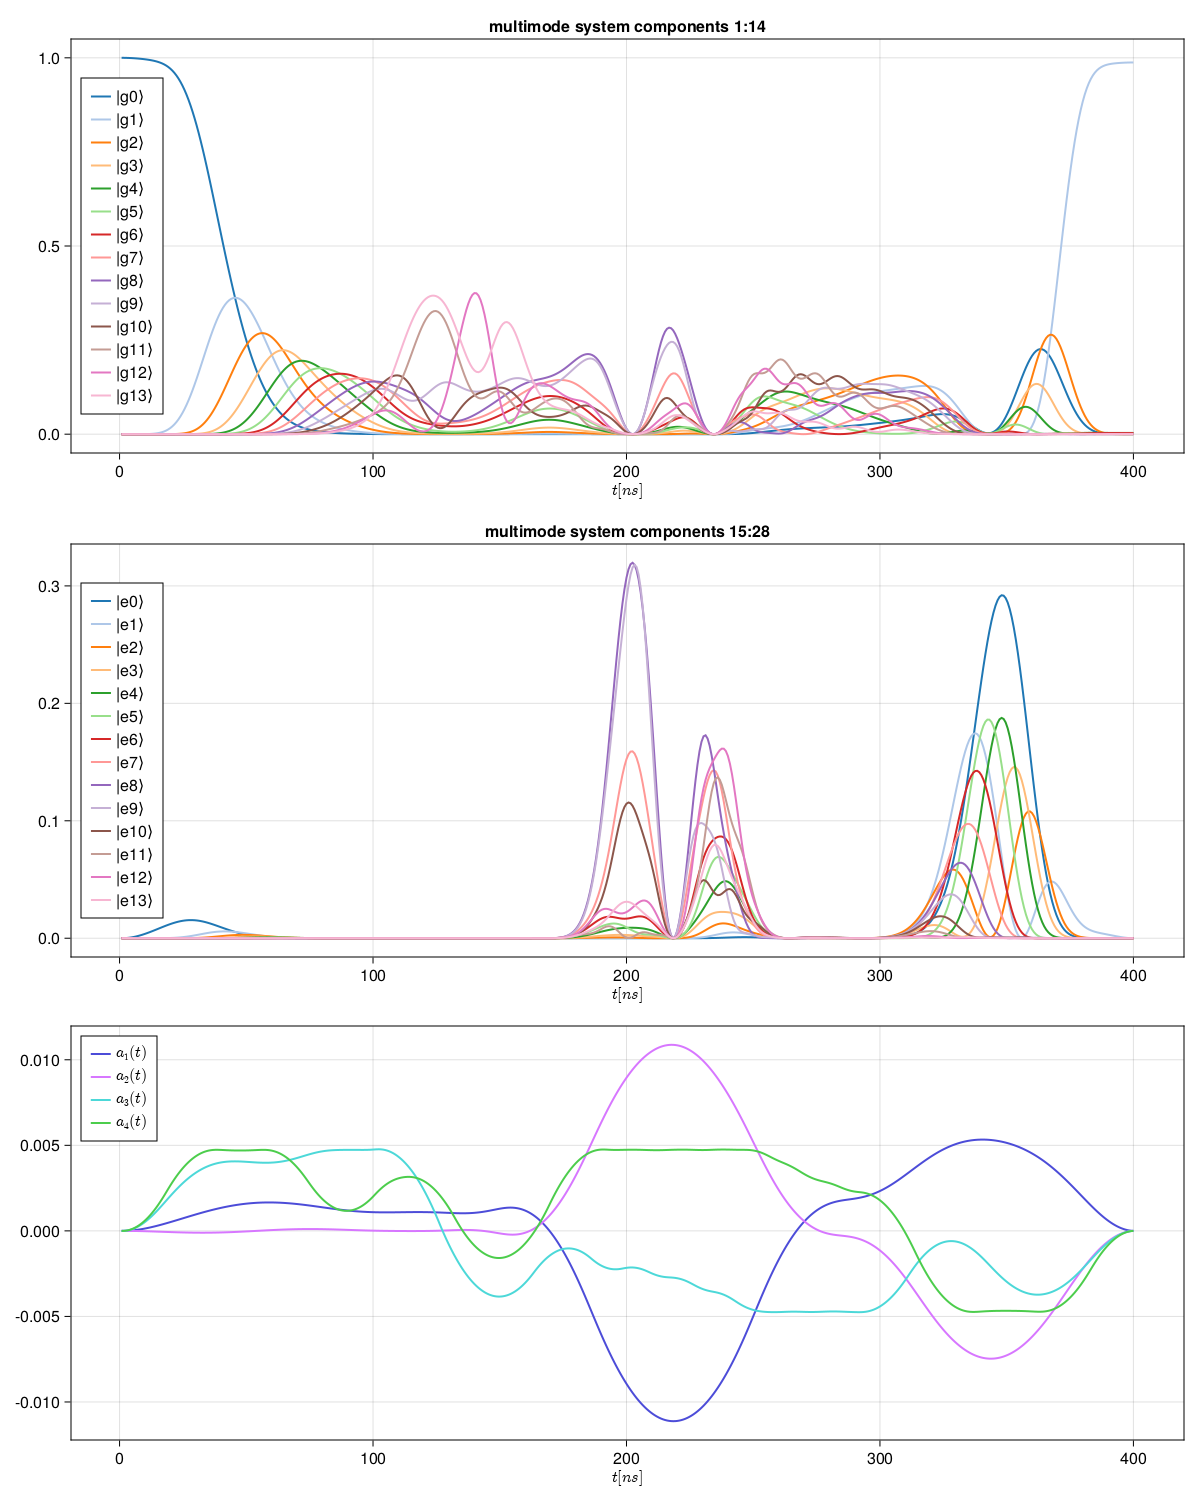 multimode system components 1:14
1.0
0.5
0.0
|g0⟩
|g1⟩
|g2⟩
|g3⟩
|g4⟩
|g5⟩
|g6⟩
|g7⟩
|g8⟩
|g9⟩
|g10⟩
|g11⟩
|g12⟩
|g13⟩
0 100 200 300 400
t[ns]
multimode system components 15:28
0.3
0.2
0.1
0.0
|e0⟩
|e1⟩
|e2⟩
|e3⟩
|e4⟩
|e5⟩
|e6⟩
|e7⟩
|e8⟩
|e9⟩
|e10⟩
|e11⟩
|e12⟩
|e13⟩
0 100 200 300 400
t[ns]
0.010
0.005
0.000
-0.005
-0.010
a₁(t)
a₂(t)
a₃(t)
a₄(t)
0 100 200 300 400
t[ns]